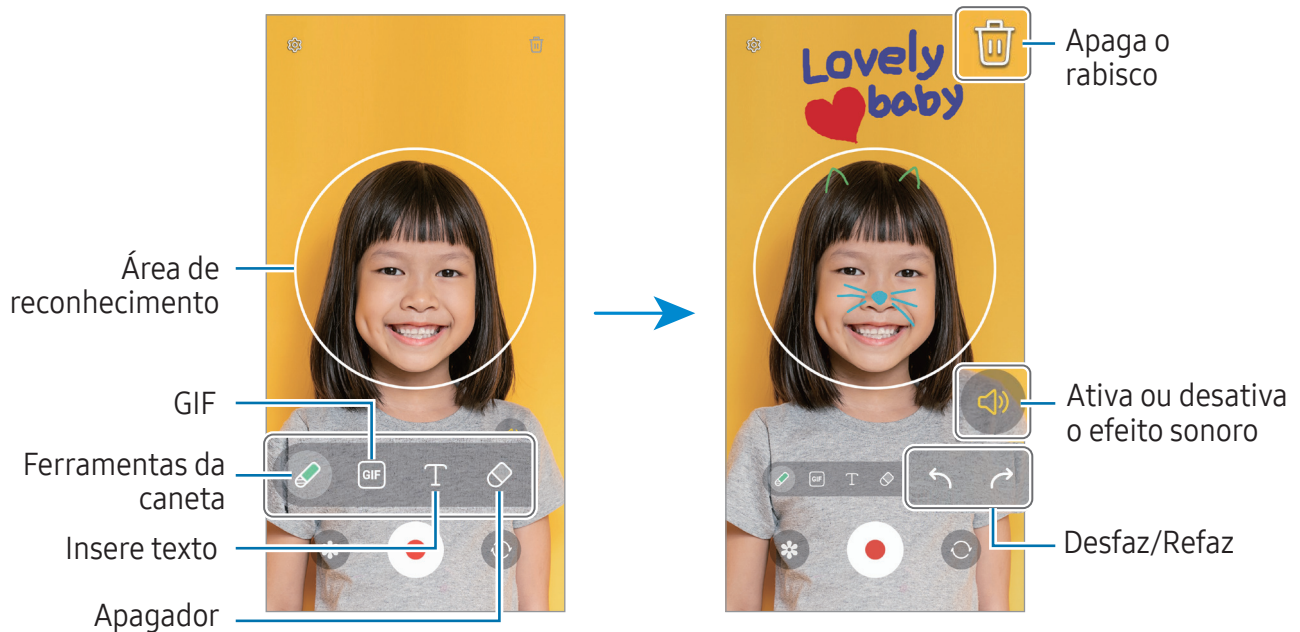 Lovely
baby
Apaga o
rabisco
Área de
reconhecimento
GIF
GIF
GIF
Ferramentas da
caneta
Ativa ou desativa
o efeito sonoro
Insere texto
Desfaz/Refaz
Apagador